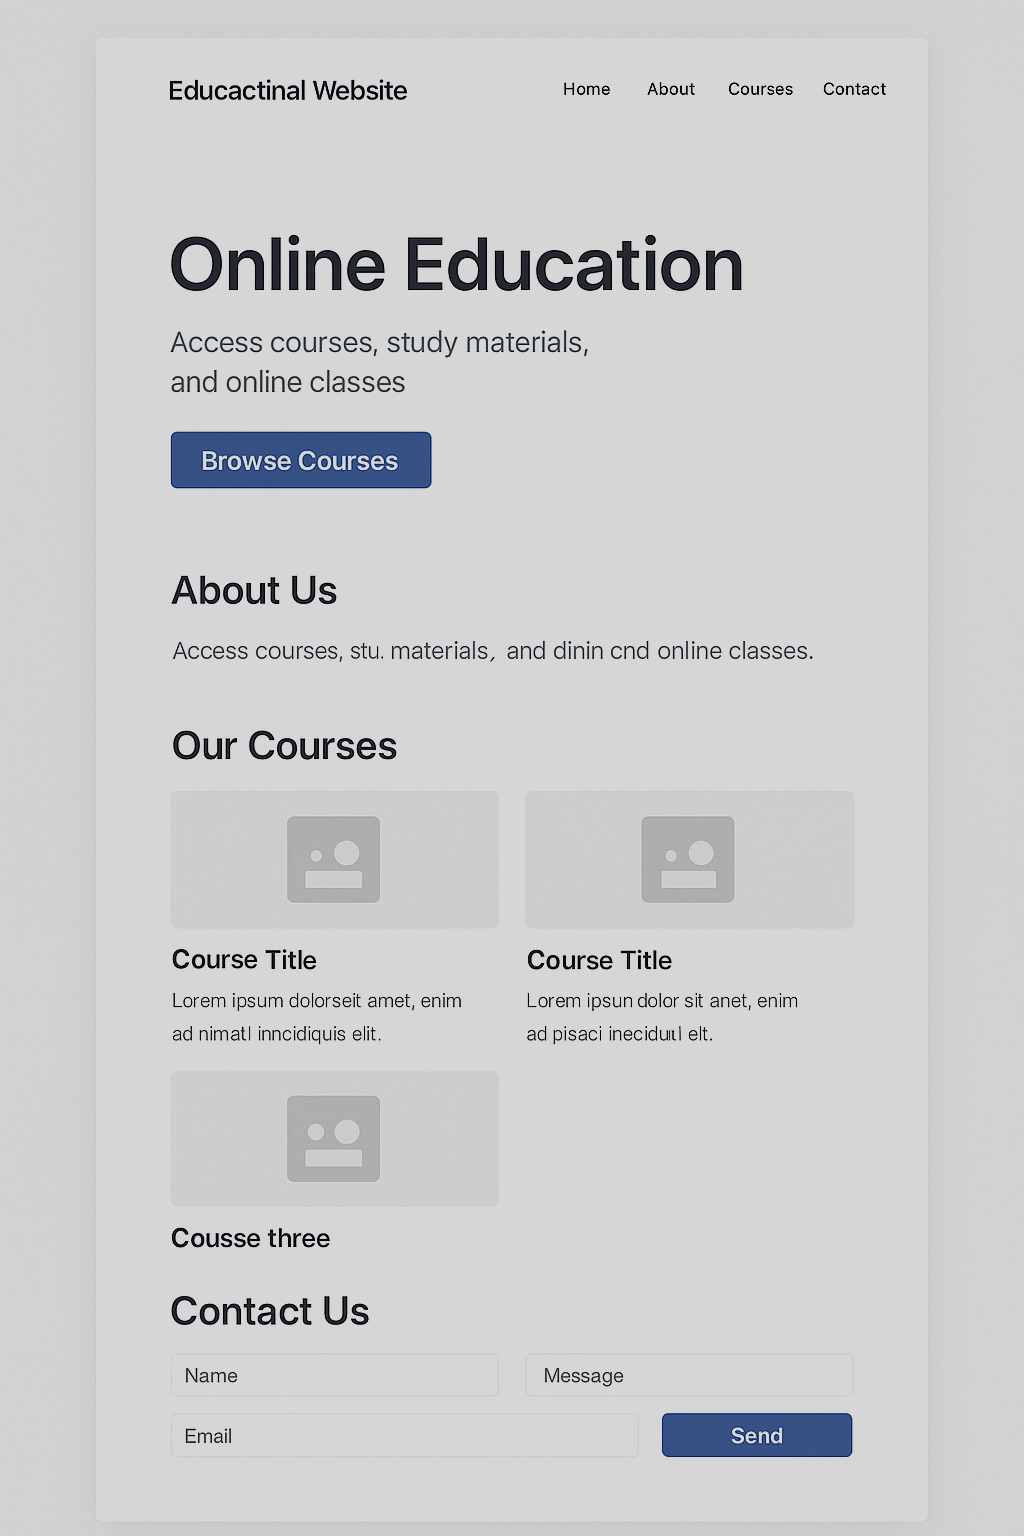 Educactinal Website
Home About Courses Contact
Online Education
Access courses, study materials,
and online classes
Browse Courses
About Us
Access courses, stu. materials, and dinin cnd online classes.
Our Courses
Course Title
Lorem ipsum dolorseit amet, enim
ad nimatl inncidiquis elit.
Course Title
Lorem ipsun dolor sit anet, enim
ad pisaci elt.
Cousse three
Contact Us
Name
Message
Email
Send